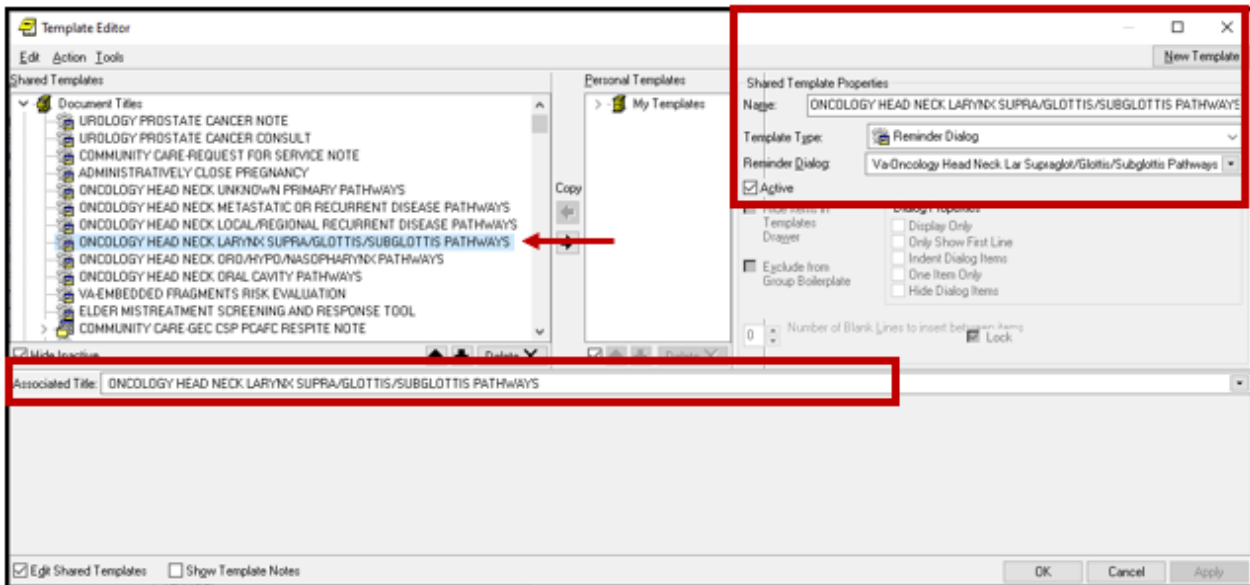 Template Editor
Edit Action Tools
New Template
Shared Templates
Personal Templates
Shared Template Properties
Document Titles
UROLOGY PROSTATE CANCER NOTE
UROLOGY PROSTATE CANCER CONSULT
COMMUNITY CARE-REQUEST FOR SERVICE NOTE
ADMINISTRATIVELY CLOSE PREGNANCY
ONCOLOGY HEAD NECK UNKNOWN PRIMARY PATHWAYS
ONCOLOGY HEAD NECK METASTATIC OR RECURRENT DISEASE PATHWAYS
ONCOLOGY HEAD NECK LOCAL/REGIONAL RECURRENT DISEASE PATHWAYS
ONCOLOGY HEAD NECK LARYNX SUPRA/GLOTTIS/SUBGLOTTIS PATHWAYS
ONCOLOGY HEAD NECK ORO/HYPO/NASOPHARYNX PATHWAYS
ONCOLOGY HEAD NECK ORAL CAVITY PATHWAYS
VA-EMBEDDED FRAGMENTS RISK EVALUATION
ELDER MISTREATMENT SCREENING AND RESPONSE TOOL
COMMUNITY CARE-GEC CSP PCAFC RESPITE NOTE
My Templates
Copy
Name: ONCOLOGY HEAD NECK LARYNX SUPRA/GLOTTIS/SUBGLOTTIS PATHWAYS
Template Type: Reminder Dialog
Reminder Dialog: Va-Oncology Head Neck Lar Supraglot/Glottis/Subglottis Pathways
Active
Hide Items in
Templates
Drawer
Exclude from
Group Boilerplate
Dialog Properties
Display Only
Only Show First Line
Indent Dialog Items
One Item Only
Hide Dialog Items
0 Number of Blank Lines to insert between items
Lock
Hide Inactive
Delete
Delete
Associated Title: ONCOLOGY HEAD NECK LARYNX SUPRA/GLOTTIS/SUBGLOTTIS PATHWAYS
Edit Shared Templates Show Template Notes
OK Cancel Apply